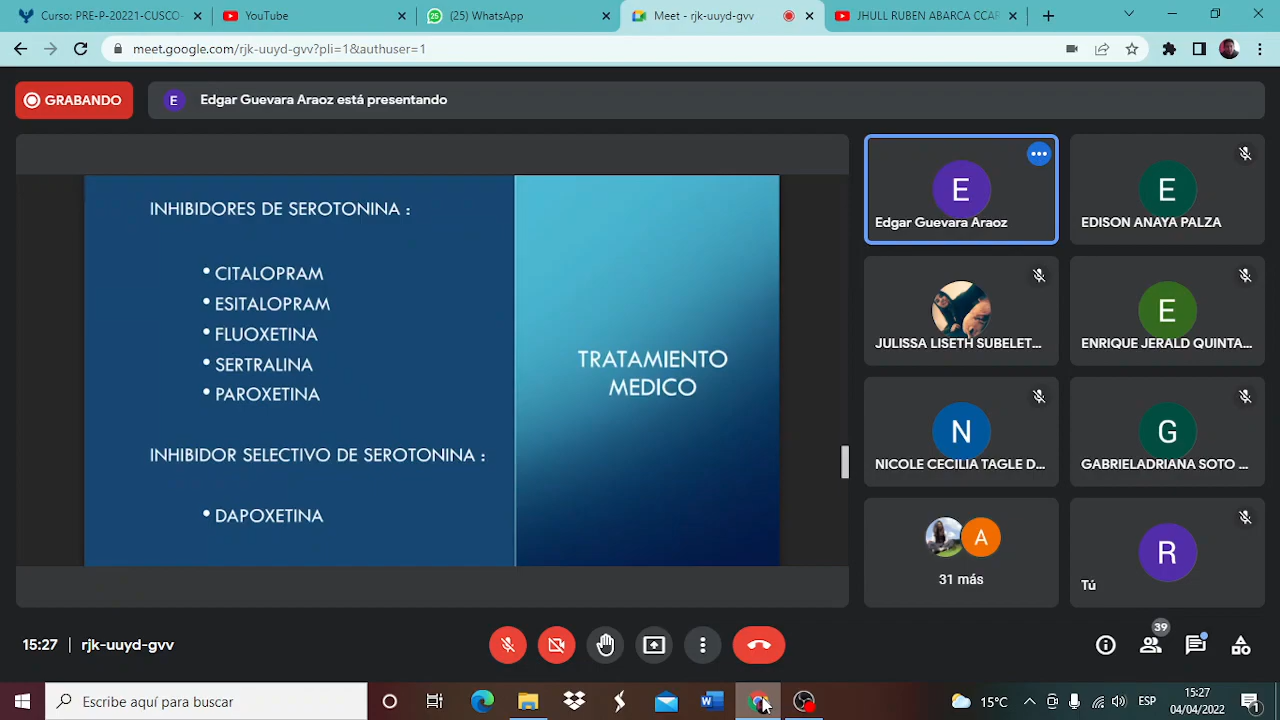 Curso: PRE-P-20221-CUSCO-
YouTube
(25) WhatsApp
Meet - rjk-uuyd-gvv
JHULL RUBEN ABARCA CCAR
meet.google.com/rjk-uuyd-gvv?pli=1&authuser=1
GRABANDO
E
Edgar Guevara Araoz está presentando
INHIBIDORES DE SEROTONINA :
• CITALOPRAM
• ESITALOPRAM
• FLUOXETINA
• SERTRALINA
• PAROXETINA
INHIBIDOR SELECTIVO DE SEROTONINA :
• DAPOXETINA
TRATAMIENTO
MEDICO
E
Edgar Guevara Araoz
E
EDISON ANAYA PALZA
JULISSA LISETH SUBELET...
E
ENRIQUE JERALD QUINTA...
N
NICOLE CECILIA TAGLE D...
G
GABRIELADRIANA SOTO ...
A
31 más
R
Tú
15:27 | rjk-uuyd-gvv
39
Escribe aquí para buscar
W
15°C
ESP
15:27
04/04/2022